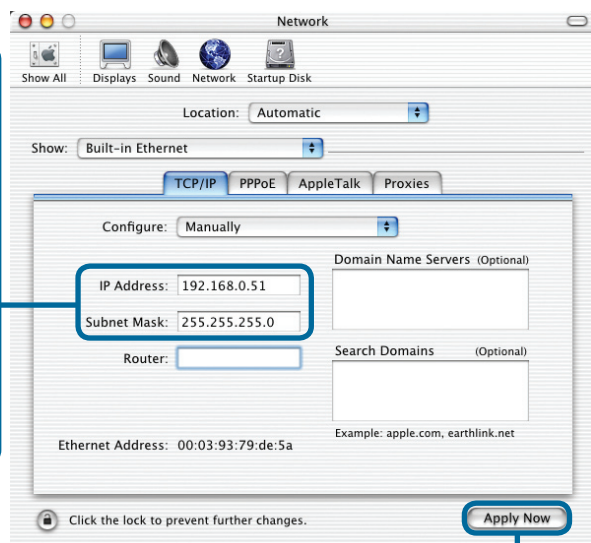 Network
Show All Displays Sound Network Startup Disk
Location: Automatic
Show: Built-in Ethernet
TCP/IP PPPoE AppleTalk Proxies
Configure: Manually
Domain Name Servers (Optional)
IP Address: 192.168.0.51
Subnet Mask: 255.255.255.0
Router:
Search Domains (Optional)
Example: apple.com, earthlink.net
Ethernet Address: 00:03:93:79:de:5a
Click the lock to prevent further changes.
Apply Now